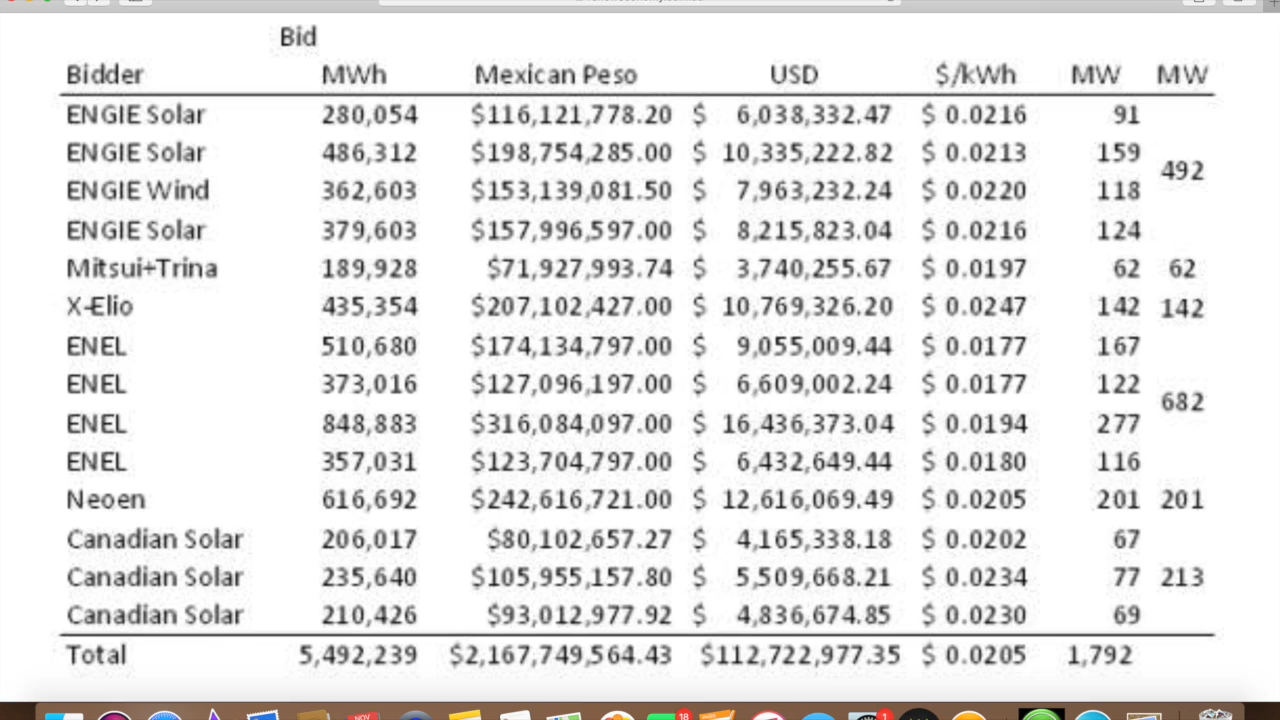 Bid
Bidder MWh Mexican Peso USD $/kWh MW MW
ENGIE Solar 280,054 $116,121,778.20 $ 6,038,332.47 $ 0.0216 91
ENGIE Solar 486,312 $198,754,285.00 $ 10,335,222.82 $ 0.0213 159
492
ENGIE Wind 362,603 $153,139,081.50 $ 7,963,232.24 $ 0.0220 118
ENGIE Solar 379,603 $157,996,597.00 $ 8,215,823.04 $ 0.0216 124
Mitsui+Trina 189,928 $71,927,993.74 $ 3,740,255.67 $ 0.0197 62 62
X-Elio 435,354 $207,102,427.00 $ 10,769,326.20 $ 0.0247 142 142
ENEL 510,680 $174,134,797.00 $ 9,055,009.44 $ 0.0177 167
ENEL 373,016 $127,096,197.00 $ 6,609,002.24 $ 0.0177 122
682
ENEL 848,883 $316,084,097.00 $ 16,436,373.04 $ 0.0194 277
ENEL 357,031 $123,704,797.00 $ 6,432,649.44 $ 0.0180 116
Neoen 616,692 $242,616,721.00 $ 12,616,069.49 $ 0.0205 201 201
Canadian Solar 206,017 $80,102,657.27 $ 4,165,338.18 $ 0.0202 67
Canadian Solar 235,640 $105,955,157.80 $ 5,509,668.21 $ 0.0234 77 213
Canadian Solar 210,426 $93,012,977.92 $ 4,836,674.85 $ 0.0230 69
Total 5,492,239 $2,167,749,564.43 $112,722,977.35 $ 0.0205 1,792
NOV 18 1